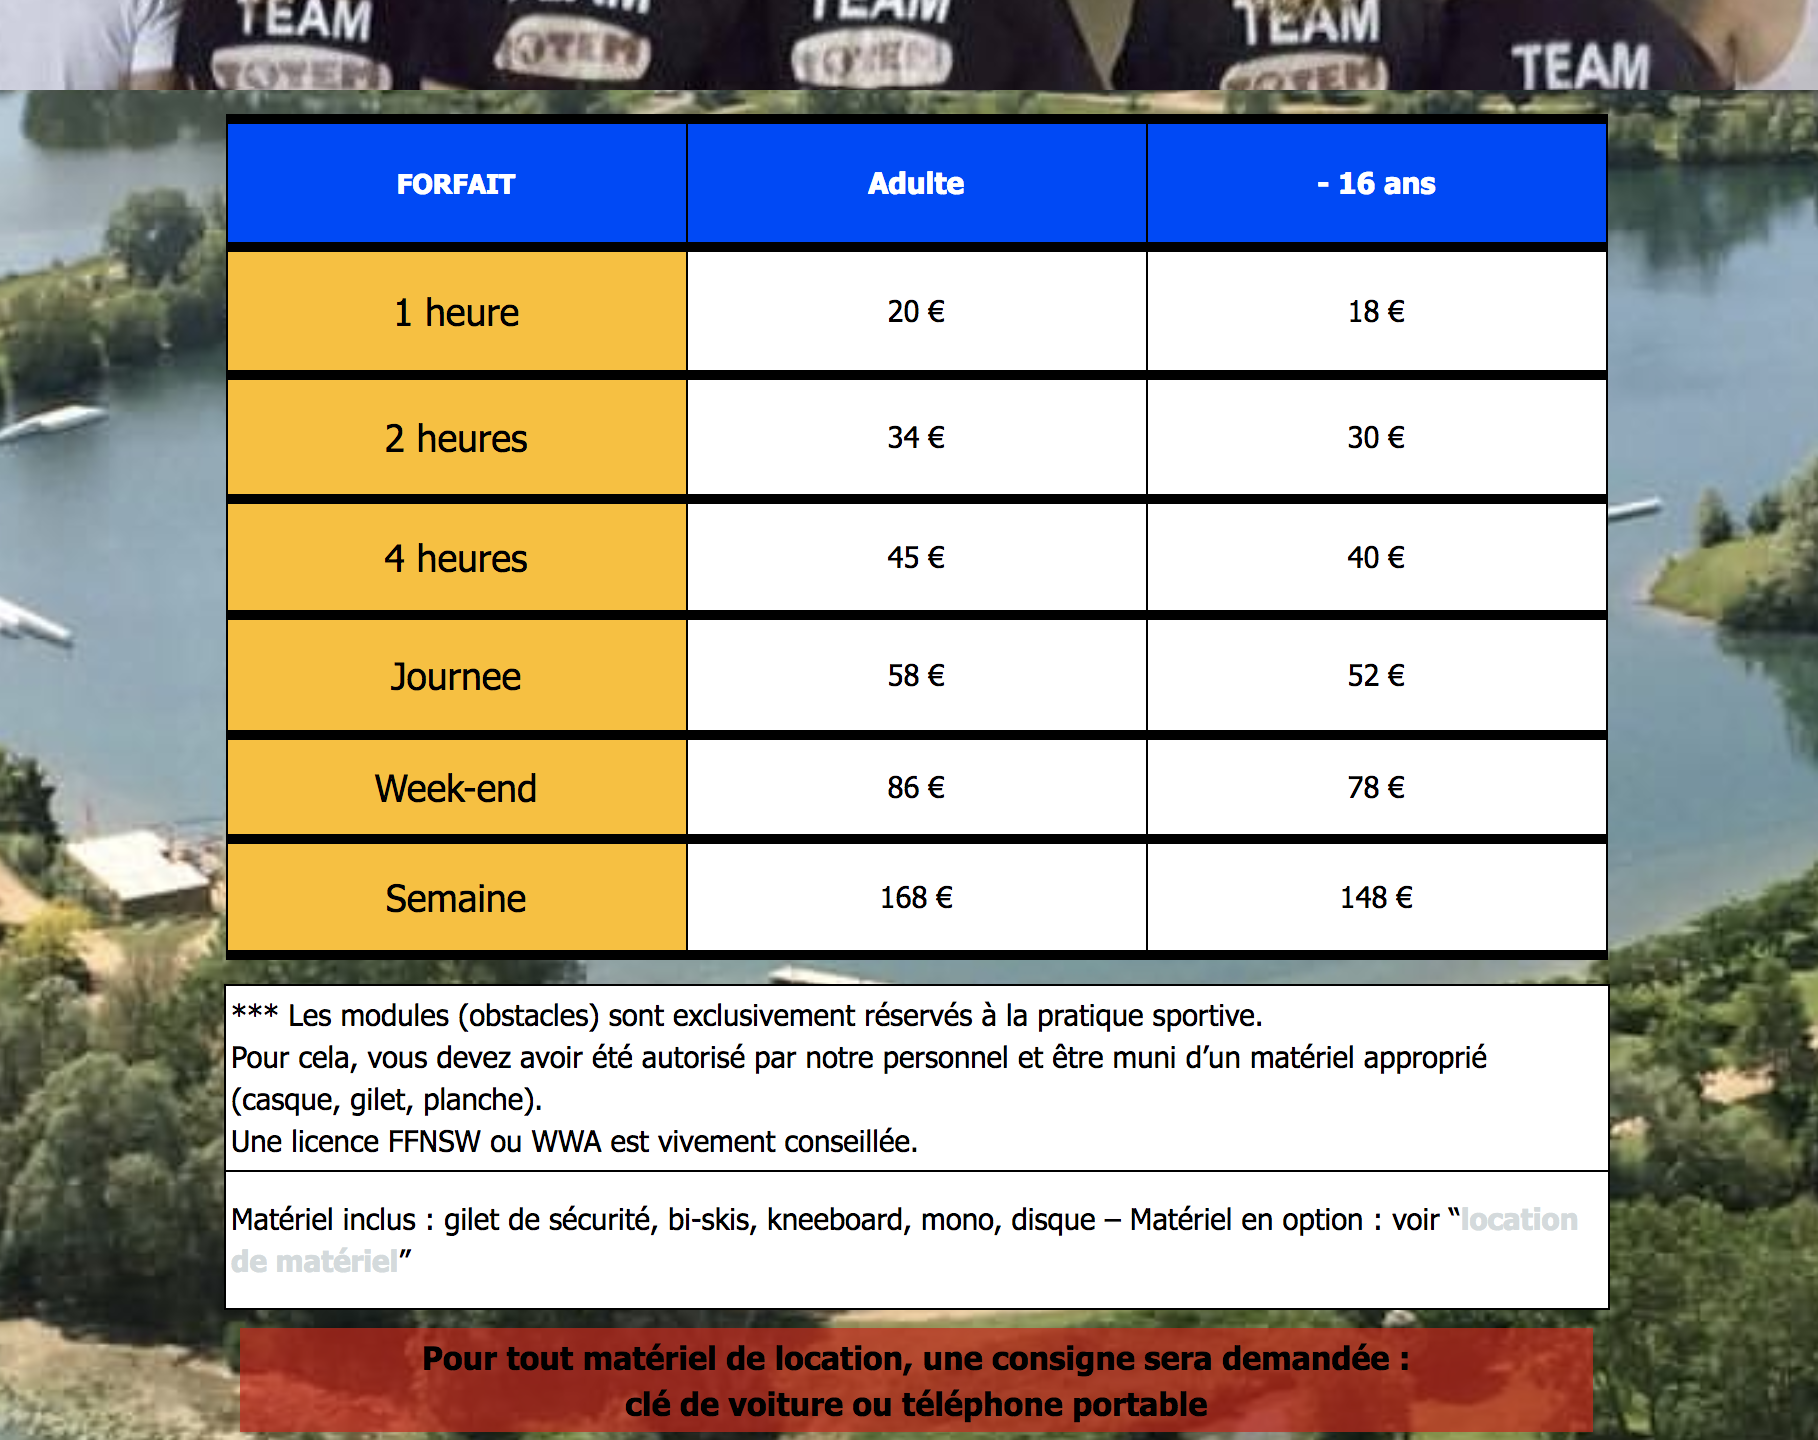 TEAM
TEAM
TEAM
TEAM
TOTEM
TOTEM
TOTEM
TOTEM
TEAM
FORFAIT Adulte - 16 ans
1 heure 20 € 18 €
2 heures 34 € 30 €
4 heures 45 € 40 €
Journee 58 € 52 €
Week-end 86 € 78 €
Semaine 168 € 148 €
*** Les modules (obstacles) sont exclusivement réservés à la pratique sportive.
Pour cela, vous devez avoir été autorisé par notre personnel et être muni d’un matériel approprié
(casque, gilet, planche).
Une licence FFNSW ou WWA est vivement conseillée.
Matériel inclus : gilet de sécurité, bi-skis, kneeboard, mono, disque – Matériel en option : voir “location
de matériel”
Pour tout matériel de location, une consigne sera demandée :
clé de voiture ou téléphone portable